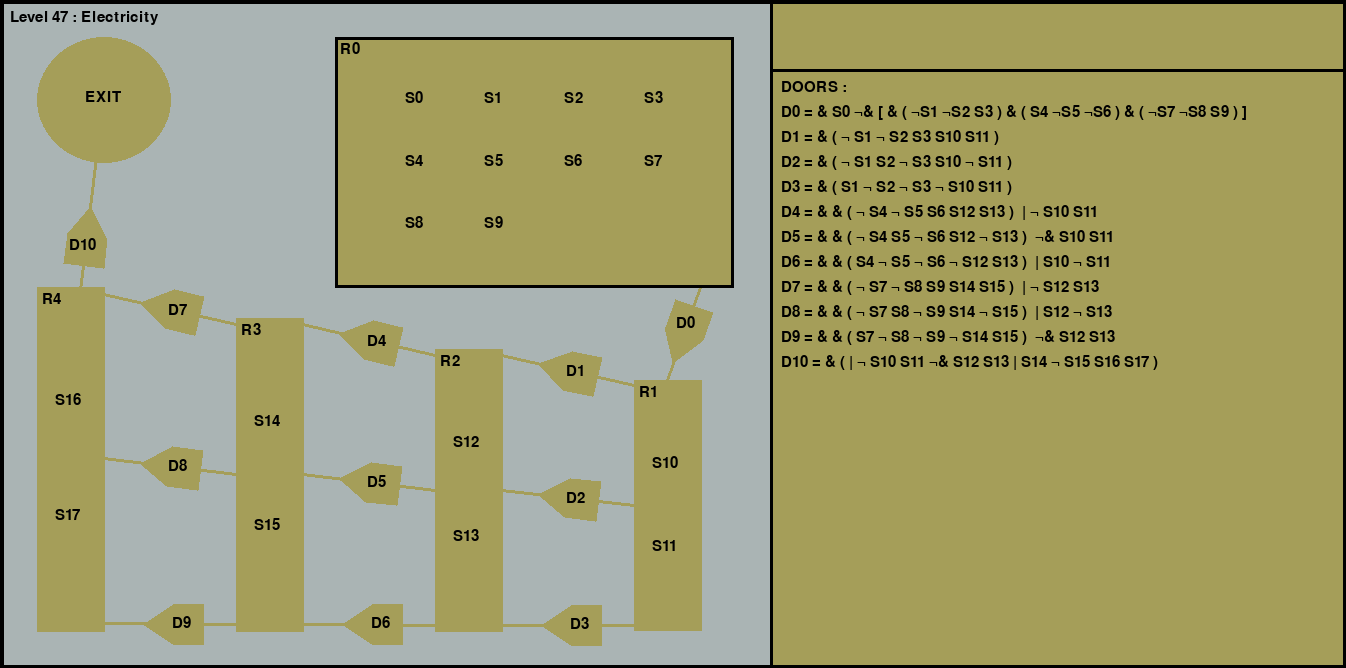 Level 47 : Electricity
EXIT
R0
S0 S1 S2 S3
S4 S5 S6 S7
S8 S9
D10
D0
R4
D7
R3
D4
R2
D1
R1
S16
S14
S12
S10
S17
D8
S15
D5
S13
D2
S11
D9
D6
D3
DOORS :
D0 = & S0 ¬& [ & ( ¬S1 ¬S2 S3 ) & ( S4 ¬S5 ¬S6 ) & ( ¬S7 ¬S8 S9 ) ]
D1 = & ( ¬ S1 ¬ S2 S3 S10 S11 )
D2 = & ( ¬ S1 S2 ¬ S3 S10 ¬ S11 )
D3 = & ( S1 ¬ S2 ¬ S3 ¬ S10 S11 )
D4 = & & ( ¬ S4 ¬ S5 S6 S12 S13 ) | ¬ S10 S11
D5 = & & ( ¬ S4 S5 ¬ S6 S12 ¬ S13 ) ¬& S10 S11
D6 = & & ( S4 ¬ S5 ¬ S6 ¬ S12 S13 ) | S10 ¬ S11
D7 = & & ( ¬ S7 ¬ S8 S9 S14 S15 ) | ¬ S12 S13
D8 = & & ( ¬ S7 S8 ¬ S9 S14 ¬ S15 ) | S12 ¬ S13
D9 = & & ( S7 ¬ S8 ¬ S9 ¬ S14 S15 ) ¬& S12 S13
D10 = & ( | ¬ S10 S11 ¬& S12 S13 | S14 ¬ S15 S16 S17 )